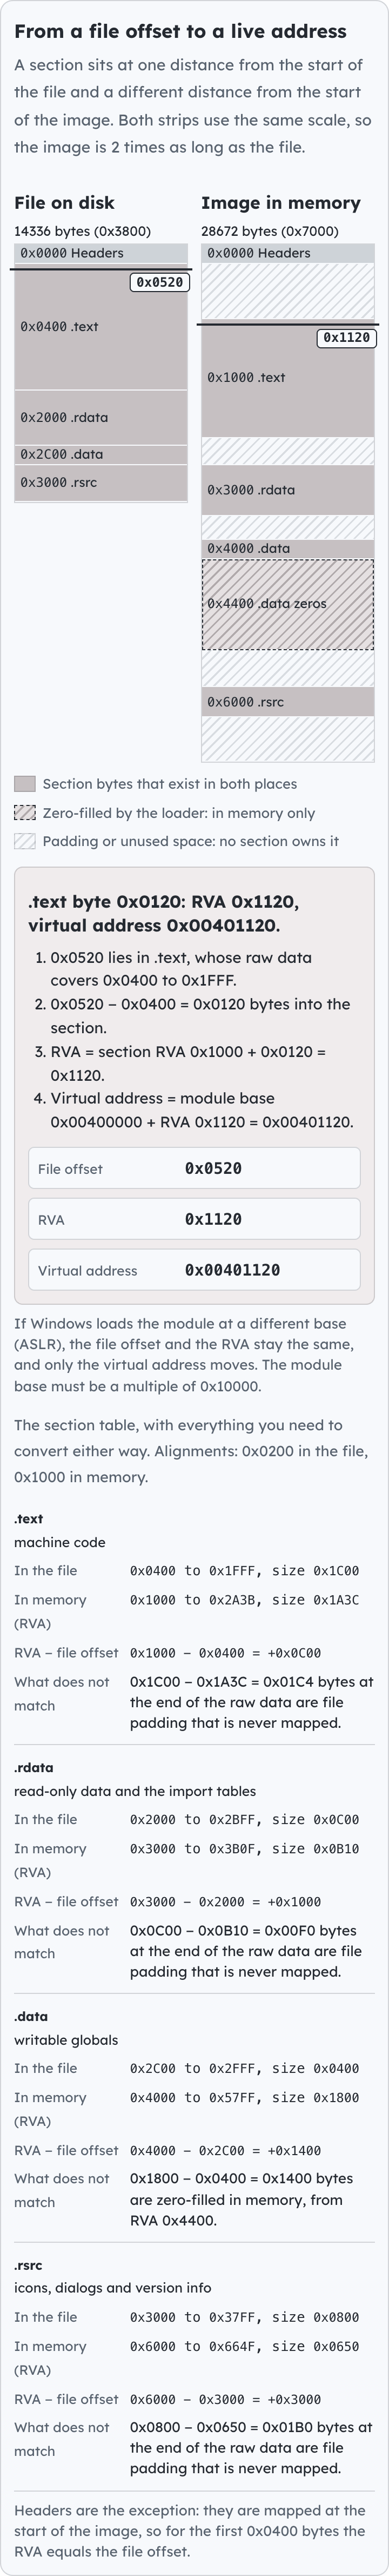 From a file offset to a live address
A section sits at one distance from the start of
the file and a different distance from the start
of the image. Both strips use the same scale, so
the image is 2 times as long as the file.
File on disk
14336 bytes (0x3800)
0x0000 Headers
0x0520
0x0400 .text
0x2000 .rdata
0x2C00 .data
0x3000 .rsrc
Image in memory
28672 bytes (0x7000)
0x0000 Headers
0x1120
0x1000 .text
0x3000 .rdata
0x4000 .data
0x4400 .data zeros
0x6000 .rsrc
Section bytes that exist in both places
Zero-filled by the loader: in memory only
Padding or unused space: no section owns it
.text byte 0x0120: RVA 0x1120,
virtual address 0x00401120.
1. 0x0520 lies in .text, whose raw data
covers 0x0400 to 0x1FFF.
2. 0x0520 − 0x0400 = 0x0120 bytes into the
section.
3. RVA = section RVA 0x1000 + 0x0120 =
0x1120.
4. Virtual address = module base
0x00400000 + RVA 0x1120 = 0x00401120.
File offset 0x0520
RVA 0x1120
Virtual address 0x00401120
If Windows loads the module at a different base
(ASLR), the file offset and the RVA stay the same,
and only the virtual address moves. The module
base must be a multiple of 0x10000.
The section table, with everything you need to
convert either way. Alignments: 0x0200 in the file,
0x1000 in memory.
.text
machine code
In the file 0x0400 to 0x1FFF, size 0x1C00
In memory (RVA) 0x1000 to 0x2A3B, size 0x1A3C
RVA − file offset 0x1000 − 0x0400 = +0x0C00
What does not match 0x1C00 − 0x1A3C = 0x01C4 bytes at
the end of the raw data are file
padding that is never mapped.
.rdata
read-only data and the import tables
In the file 0x2000 to 0x2BFF, size 0x0C00
In memory (RVA) 0x3000 to 0x3B0F, size 0x0B10
RVA − file offset 0x3000 − 0x2000 = +0x1000
What does not match 0x0C00 − 0x0B10 = 0x00F0 bytes
at the end of the raw data are file
padding that is never mapped.
.data
writable globals
In the file 0x2C00 to 0x2FFF, size 0x0400
In memory (RVA) 0x4000 to 0x57FF, size 0x1800
RVA − file offset 0x4000 − 0x2C00 = +0x1400
What does not match 0x1800 − 0x0400 = 0x1400 bytes
are zero-filled in memory, from
RVA 0x4400.
.rsrc
icons, dialogs and version info
In the file 0x3000 to 0x37FF, size 0x0800
In memory (RVA) 0x6000 to 0x664F, size 0x0650
RVA − file offset 0x6000 − 0x3000 = +0x3000
What does not match 0x0800 − 0x0650 = 0x01B0 bytes at
the end of the raw data are file
padding that is never mapped.
Headers are the exception: they are mapped at the
start of the image, so for the first 0x0400 bytes the
RVA equals the file offset.